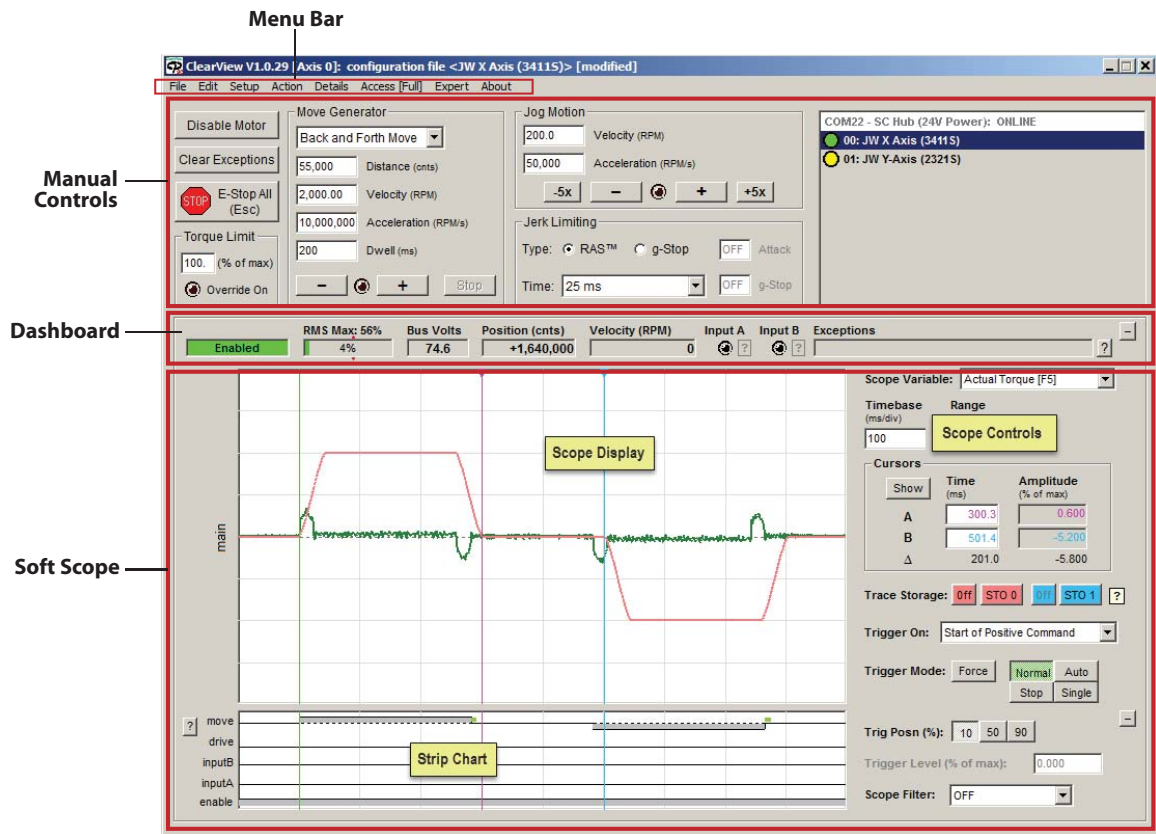 Menu Bar
ClearView V1.0.29 [Axis 0]: configuration file <JW X Axis (3411S)> [modified]
File Edit Setup Action Details Access [Full] Expert About
Manual Controls
Disable Motor
Clear Exceptions
STOP
E-Stop All
(Esc)
Torque Limit
100. (% of max)
Override On
Move Generator
Back and Forth Move
55,000 Distance (cnts)
2,000.00 Velocity (RPM)
10,000,000 Acceleration (RPM/s)
200 Dwell (ms)
− + Stop
Jog Motion
200.0 Velocity (RPM)
50,000 Acceleration (RPM/s)
-5x − + +5x
Jerk Limiting
Type: RAS™ g-Stop OFF Attack
Time: 25 ms OFF g-Stop
COM22 - SC Hub (24V Power): ONLINE
00: JW X Axis (3411S)
01: JW Y-Axis (2321S)
Dashboard
RMS Max: 56% Bus Volts Position (cnts) Velocity (RPM) Input A Input B Exceptions
Enabled 4% 74.6 +1,640,000 0 ? ? ?
Soft Scope
main
Scope Display
Scope Variable: Actual Torque [F5]
Timebase Range
(ms/div)
100
Scope Controls
Cursors
Show Time Amplitude
(ms) (% of max)
A 300.3 0.600
B 501.4 -5.200
Δ 201.0 -5.800
Trace Storage: Off STO 0 Off STO 1 ?
Trigger On: Start of Positive Command
Trigger Mode: Force Normal Auto
Stop Single
Trig Posn (%): 10 50 90
Trigger Level (% of max): 0.000
Scope Filter: OFF
?
move
drive
inputB
inputA
enable
Strip Chart